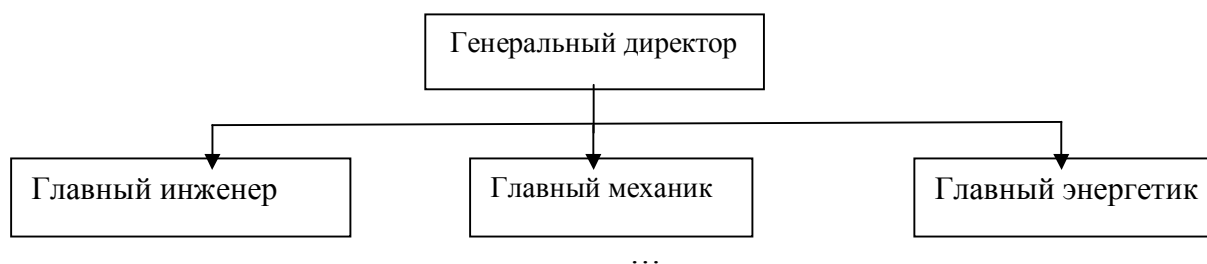 Генеральный директор
Главный инженер
Главный механик
Главный энергетик
...